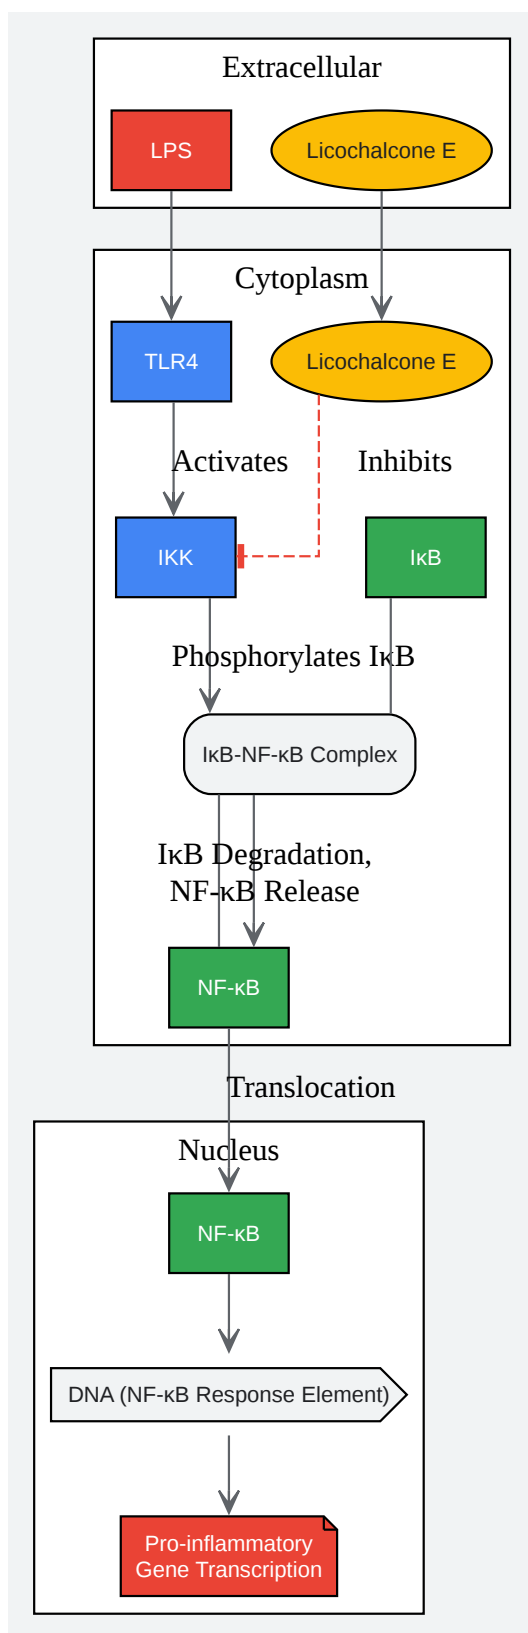 Extracellular
LPS
Licochalcone E
Cytoplasm
TLR4
Licochalcone E
Activates
Inhibits
IKK
IκB
Phosphorylates IκB
IκB-NF-κB Complex
IκB Degradation,
NF-κB Release
NF-κB
Translocation
Nucleus
NF-κB
DNA (NF-κB Response Element)
Pro-inflammatory
Gene Transcription